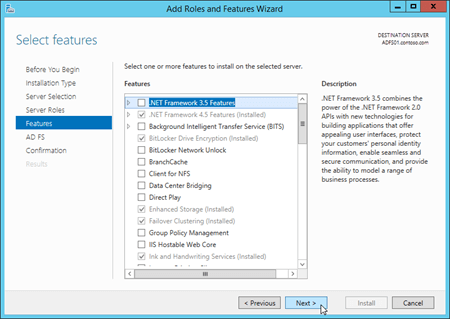 Add Roles and Features Wizard
Select features
DESTINATION SERVER
ADFS01.contoso.com
Before You Begin
Installation Type
Server Selection
Server Roles
Features
AD FS
Confirmation
Results
Select one or more features to install on the selected server.
Features
.NET Framework 3.5 Features
.NET Framework 4.5 Features (Installed)
Background Intelligent Transfer Service (BITS)
BitLocker Drive Encryption (Installed)
BitLocker Network Unlock
BranchCache
Client for NFS
Data Center Bridging
Direct Play
Enhanced Storage (Installed)
Failover Clustering (Installed)
Group Policy Management
IIS Hostable Web Core
Ink and Handwriting Services (Installed)
Description
.NET Framework 3.5 combines the
power of the .NET Framework 2.0
APIs with new technologies for
building applications that offer
appealing user interfaces, protect
your customers' personal identity
information, enable seamless and
secure communication, and provide
the ability to model a range of
business processes.
< Previous
Next >
Install
Cancel